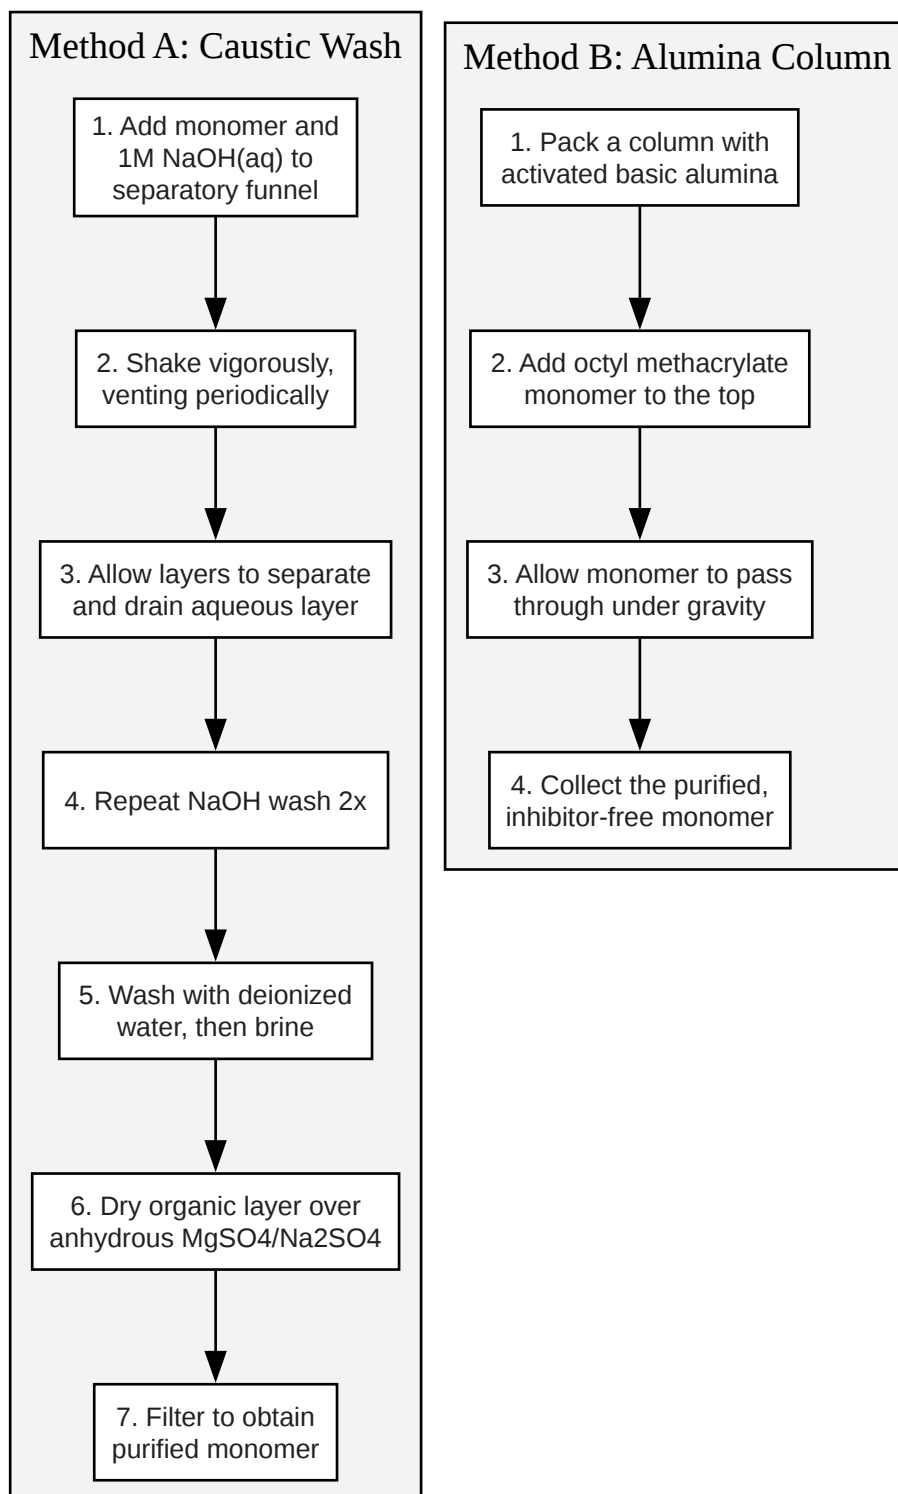 Method A: Caustic Wash
1. Add monomer and
1M NaOH(aq) to
separatory funnel
2. Shake vigorously,
venting periodically
3. Allow layers to separate
and drain aqueous layer
4. Repeat NaOH wash 2x
5. Wash with deionized
water, then brine
6. Dry organic layer over
anhydrous MgSO4/Na2SO4
7. Filter to obtain
purified monomer
Method B: Alumina Column
1. Pack a column with
activated basic alumina
2. Add octyl methacrylate
monomer to the top
3. Allow monomer to pass
through under gravity
4. Collect the purified,
inhibitor-free monomer